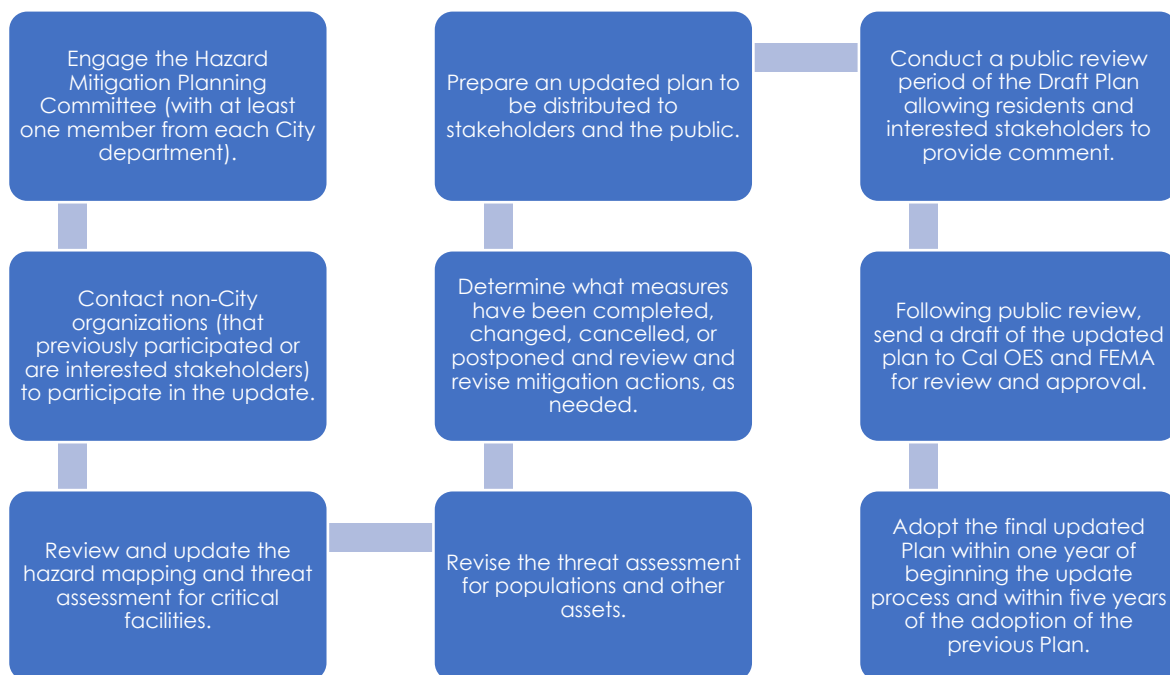 Engage the Hazard
Mitigation Planning
Committee (with at least
one member from each City
department).
Contact non-City
organizations (that
previously participated or
are interested stakeholders)
to participate in the update.
Review and update the
hazard mapping and threat
assessment for critical
facilities.
Revise the threat assessment
for populations and other
assets.
Determine what measures
have been completed,
changed, cancelled, or
postponed and review and
revise mitigation actions, as
needed.
Prepare an updated plan to
be distributed to
stakeholders and the public.
Conduct a public review
period of the Draft Plan
allowing residents and
interested stakeholders to
provide comment.
Following public review,
send a draft of the updated
plan to Cal OES and FEMA
for review and approval.
Adopt the final updated
Plan within one year of
beginning the update
process and within five years
of the adoption of the
previous Plan.